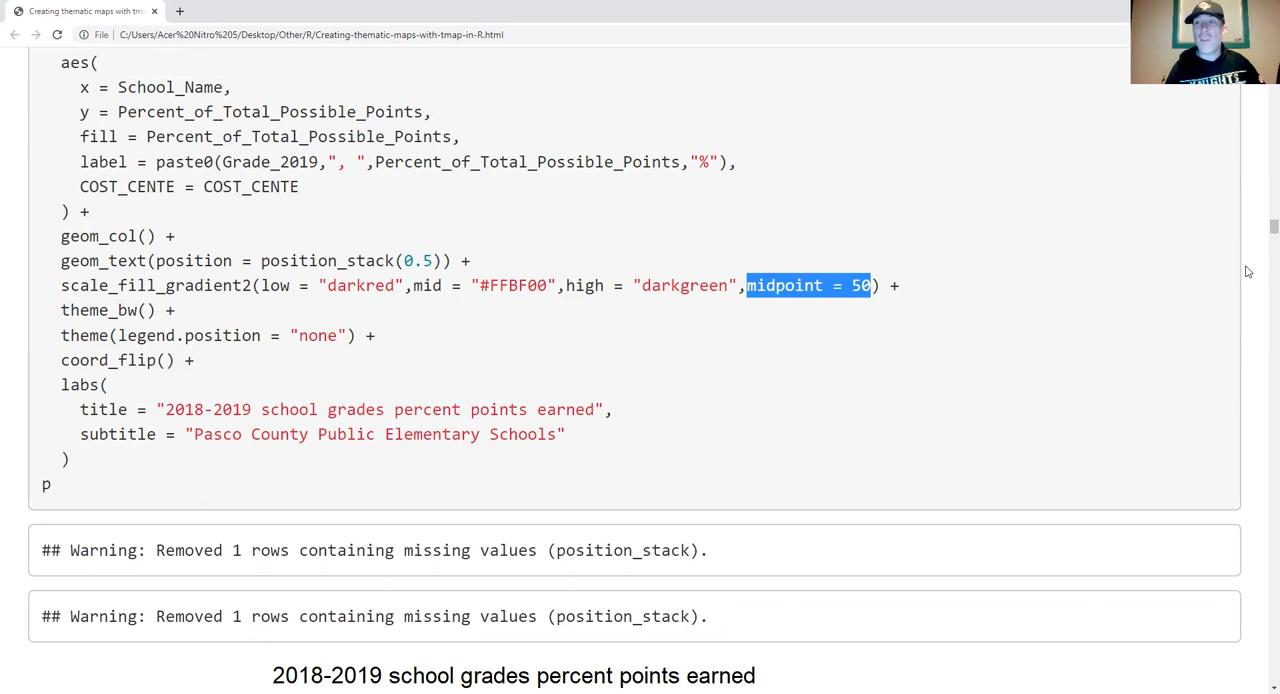 Creating thematic maps with tma
File
C:/Users/Acer%20Nitro%205/Desktop/Other/R/Creating-thematic-maps-with-tmap-in-R.html
aes(
x = School_Name,
y = Percent_of_Total_Possible_Points,
fill = Percent_of_Total_Possible_Points,
label = paste0(Grade_2019,", ",Percent_of_Total_Possible_Points,"%"),
COST_CENTE = COST_CENTE
) +
geom_col() +
geom_text(position = position_stack(0.5)) +
scale_fill_gradient2(low = "darkred",mid = "#FFBF00",high = "darkgreen",midpoint = 50) +
theme_bw() +
theme(legend.position = "none") +
coord_flip() +
labs(
title = "2018-2019 school grades percent points earned",
subtitle = "Pasco County Public Elementary Schools"
)
p
## Warning: Removed 1 rows containing missing values (position_stack).
## Warning: Removed 1 rows containing missing values (position_stack).
2018-2019 school grades percent points earned
KNIGHTS